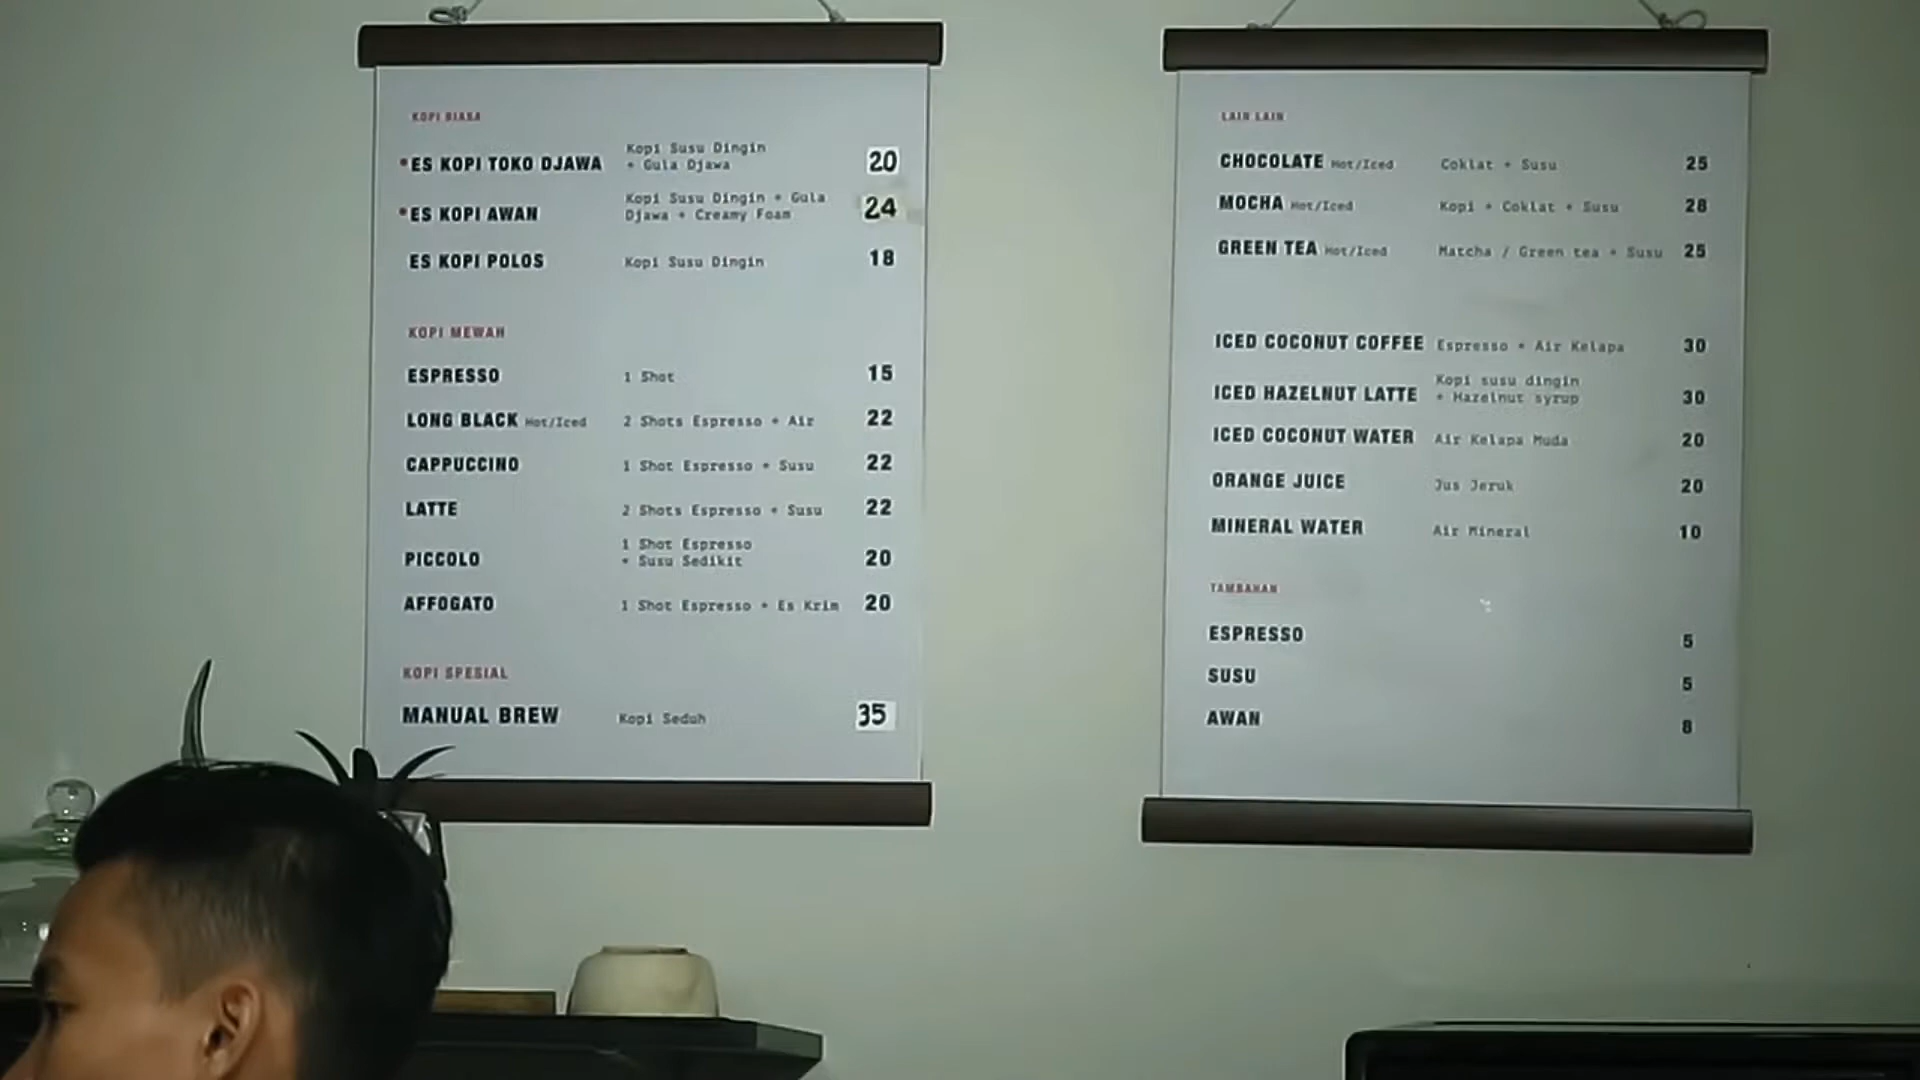 KOPI BIASA
•ES KOPI TOKO DJAWA Kopi Susu Dingin + Gula Djawa 20
•ES KOPI AWAN Kopi Susu Dingin + Gula Djawa + Creamy Foam 24
ES KOPI POLOS Kopi Susu Dingin 18
KOPI MEWAH
ESPRESSO 1 Shot 15
LONG BLACK Hot/Iced 2 Shots Espresso + Air 22
CAPPUCCINO 1 Shot Espresso + Susu 22
LATTE 2 Shots Espresso + Susu 22
PICCOLO 1 Shot Espresso + Susu Sedikit 20
AFFOGATO 1 Shot Espresso + Es Krim 20
KOPI SPESIAL
MANUAL BREW Kopi Seduh 35
LAIN LAIN
CHOCOLATE Hot/Iced Coklat + Susu 25
MOCHA Hot/Iced Kopi + Coklat + Susu 28
GREEN TEA Hot/Iced Matcha / Green tea + Susu 25
ICED COCONUT COFFEE Espresso + Air Kelapa 30
ICED HAZELNUT LATTE Kopi susu dingin + Hazelnut syrup 30
ICED COCONUT WATER Air Kelapa Muda 20
ORANGE JUICE Jus Jeruk 20
MINERAL WATER Air Mineral 10
TAMBAHAN
ESPRESSO 5
SUSU 5
AWAN 8